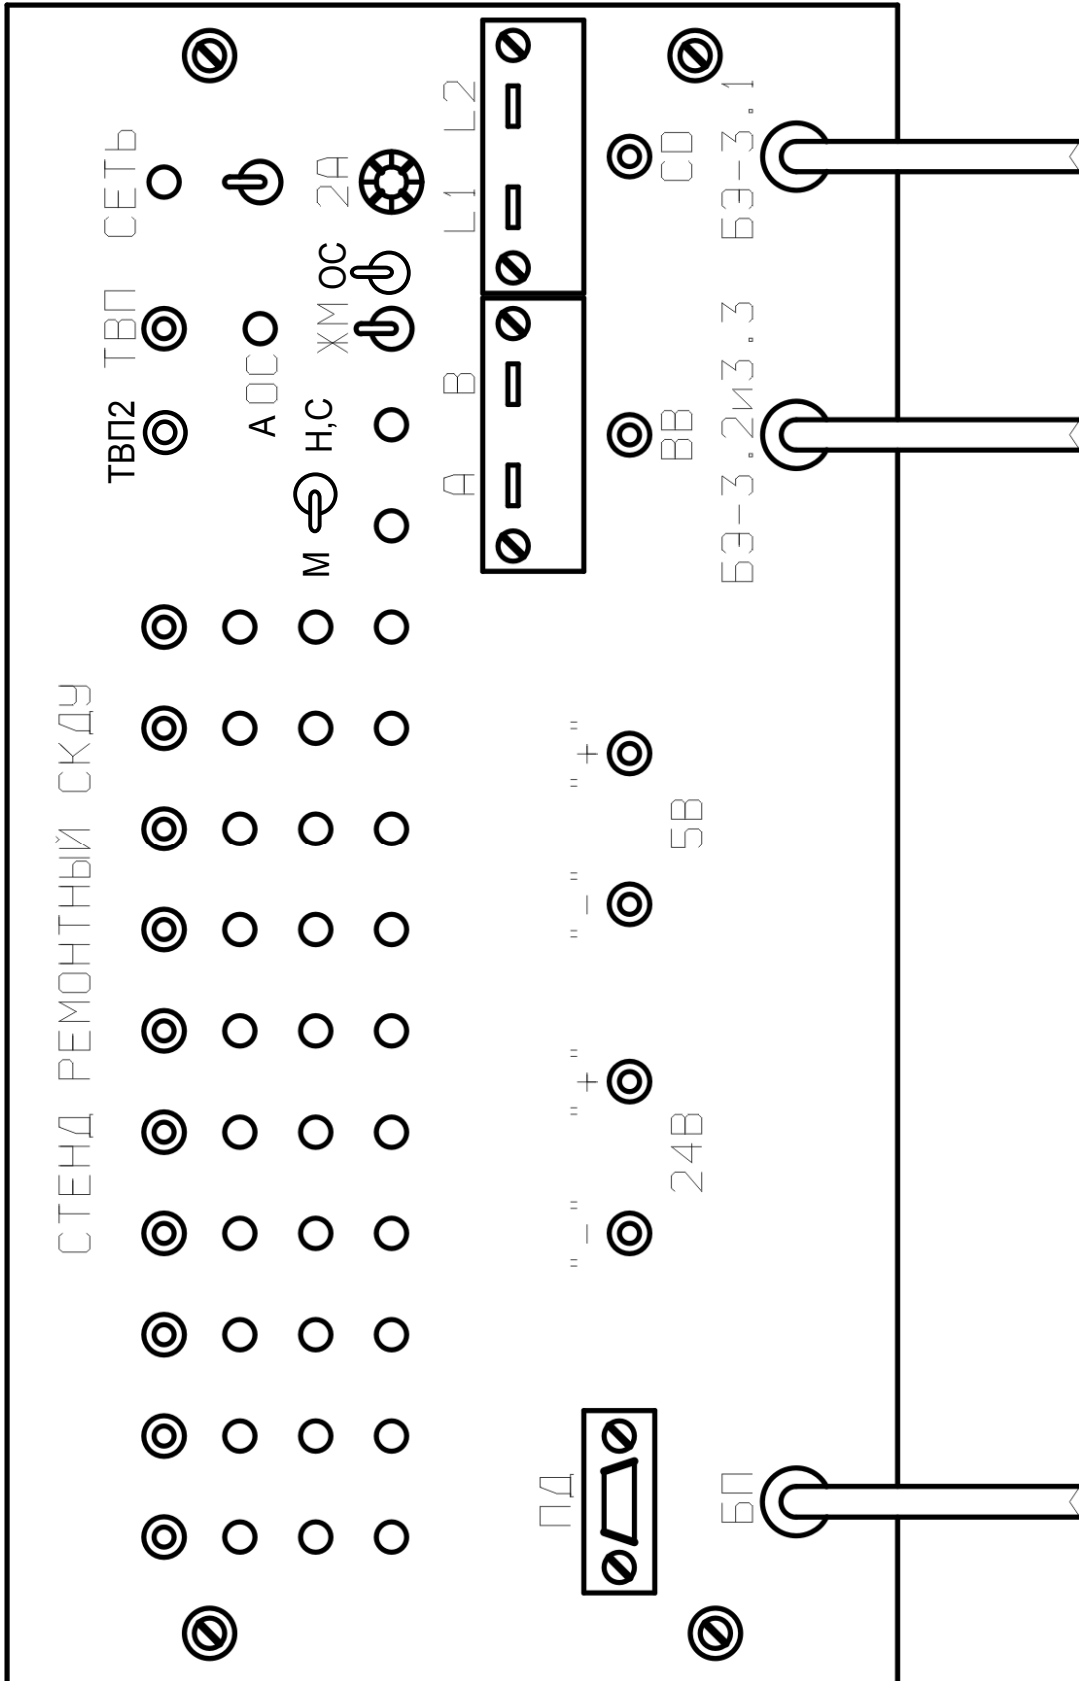 СТЕНД РЕМОНТНЫЙ СКДУ
ТВП2
ТВП
СЕТЬ
А
ОС
М
Н,С
ЖМ
ОС
2А
А
В
L1
L2
"-"
"+"
"-"
"+"
24В
5В
ПД
ВВ
CD
БП
БЭ-3.2и3.3
БЭ-3.1